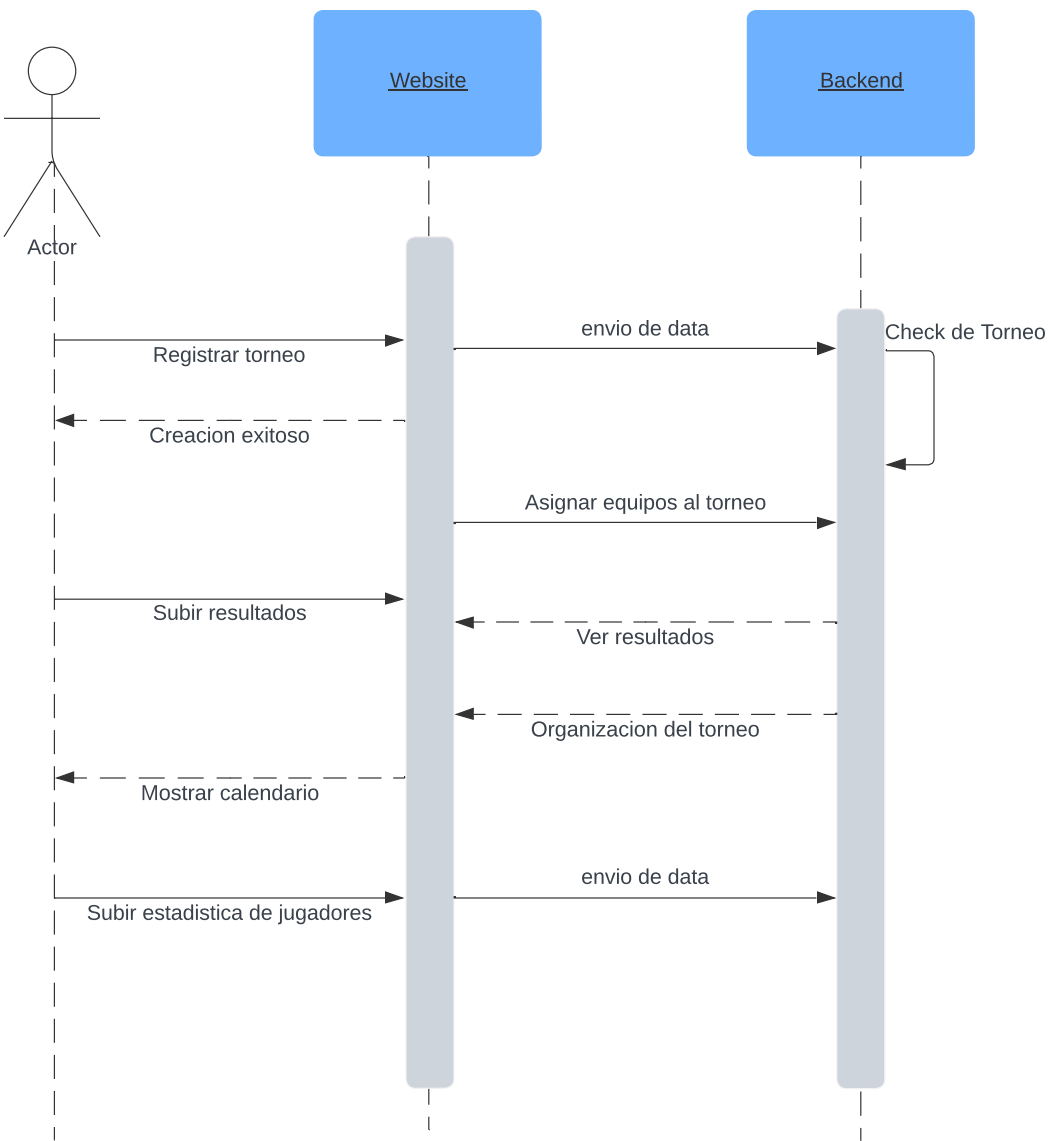 Website
Backend
Actor
envio de data
Check de Torneo
Registrar torneo
Creacion exitoso
Asignar equipos al torneo
Subir resultados
Ver resultados
Organizacion del torneo
Mostrar calendario
envio de data
Subir estadistica de jugadores